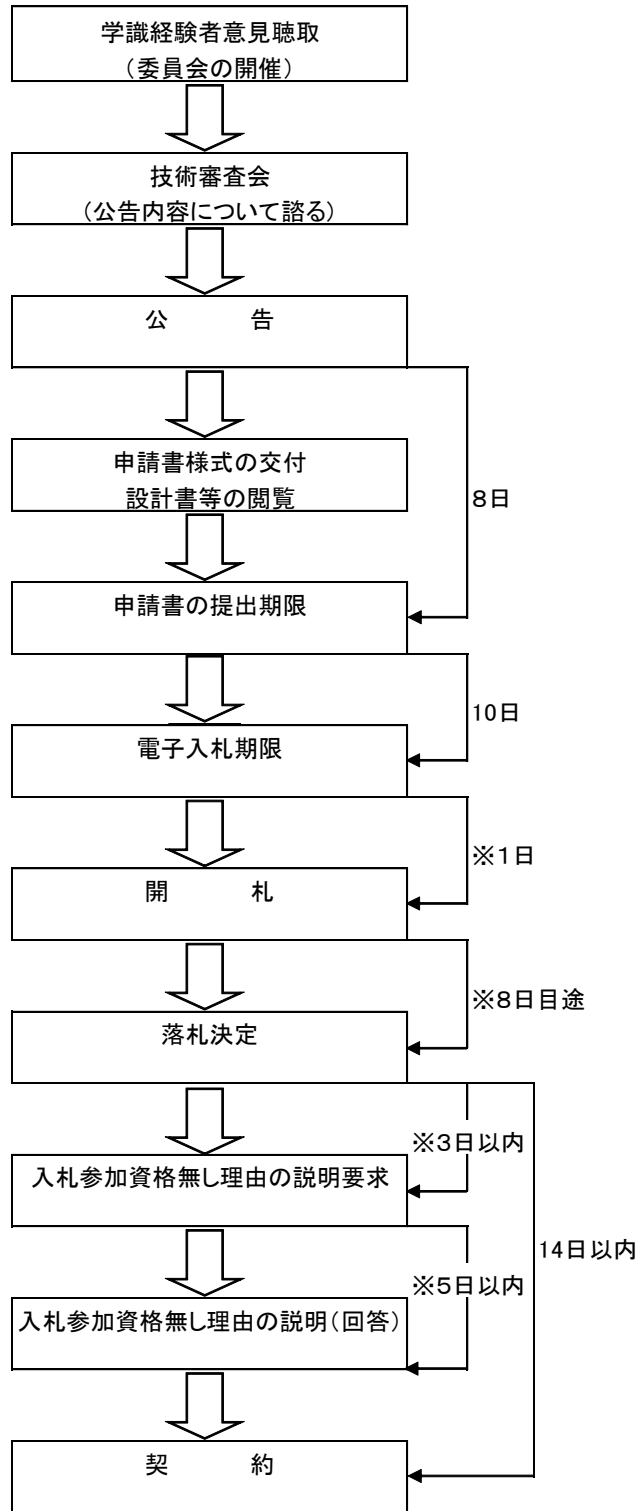 学識経験者意見聴取
（委員会の開催）
技術審査会
（公告内容について諮る）
公　　　告
申請書様式の交付
設計書等の閲覧
8日
申請書の提出期限
10日
電子入札期限
※1日
開　　　札
※8日目途
落札決定
※3日以内
入札参加資格無し理由の説明要求
14日以内
※5日以内
入札参加資格無し理由の説明（回答）
契　　　約